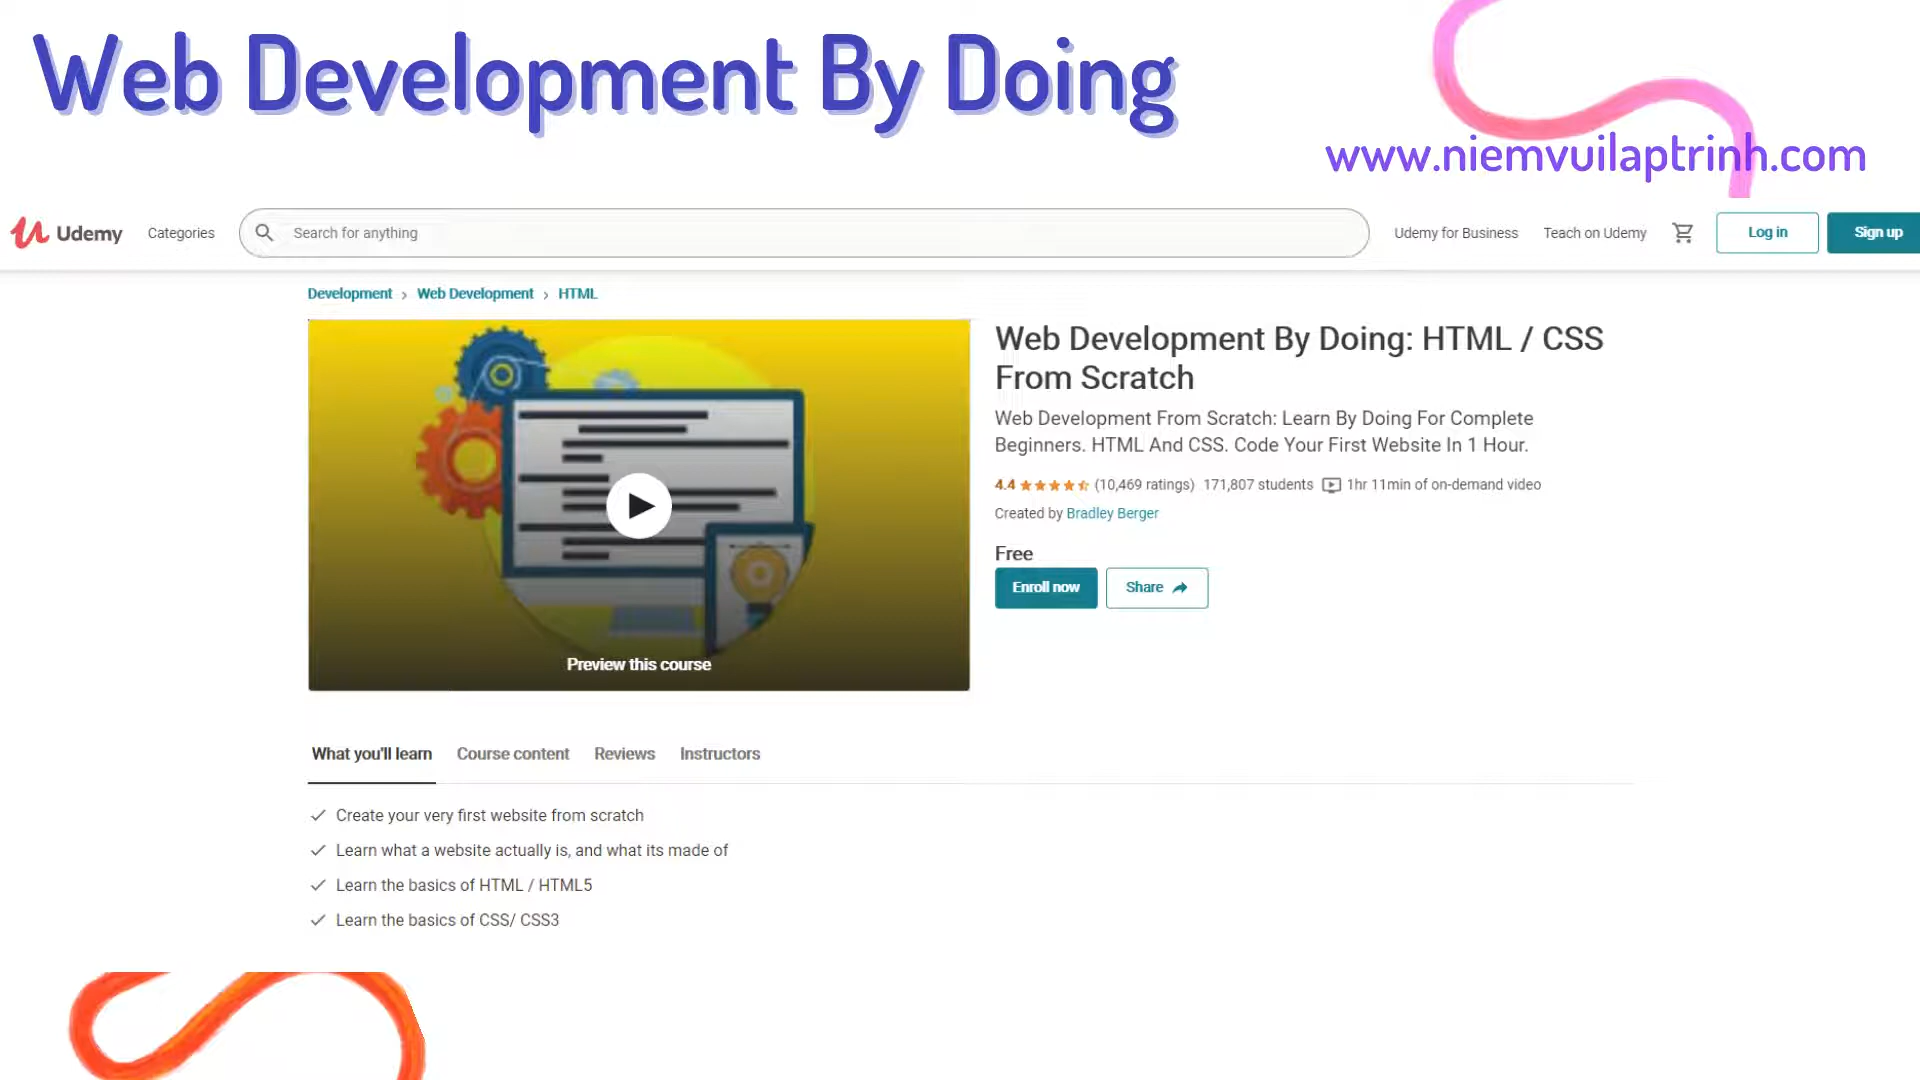 Web Development By Doing
www.niemvuilaptrinh.com
Udemy Categories Search for anything Udemy for Business Teach on Udemy Log in Sign up
Development > Web Development > HTML
Web Development By Doing: HTML / CSS
From Scratch
Web Development From Scratch: Learn By Doing For Complete
Beginners. HTML And CSS. Code Your First Website In 1 Hour.
4.4 (10,469 ratings) 171,807 students 1hr 11min of on-demand video
Created by Bradley Berger
Free
Enroll now Share
Preview this course
What you'll learn Course content Reviews Instructors
Create your very first website from scratch
Learn what a website actually is, and what its made of
Learn the basics of HTML / HTML5
Learn the basics of CSS/ CSS3